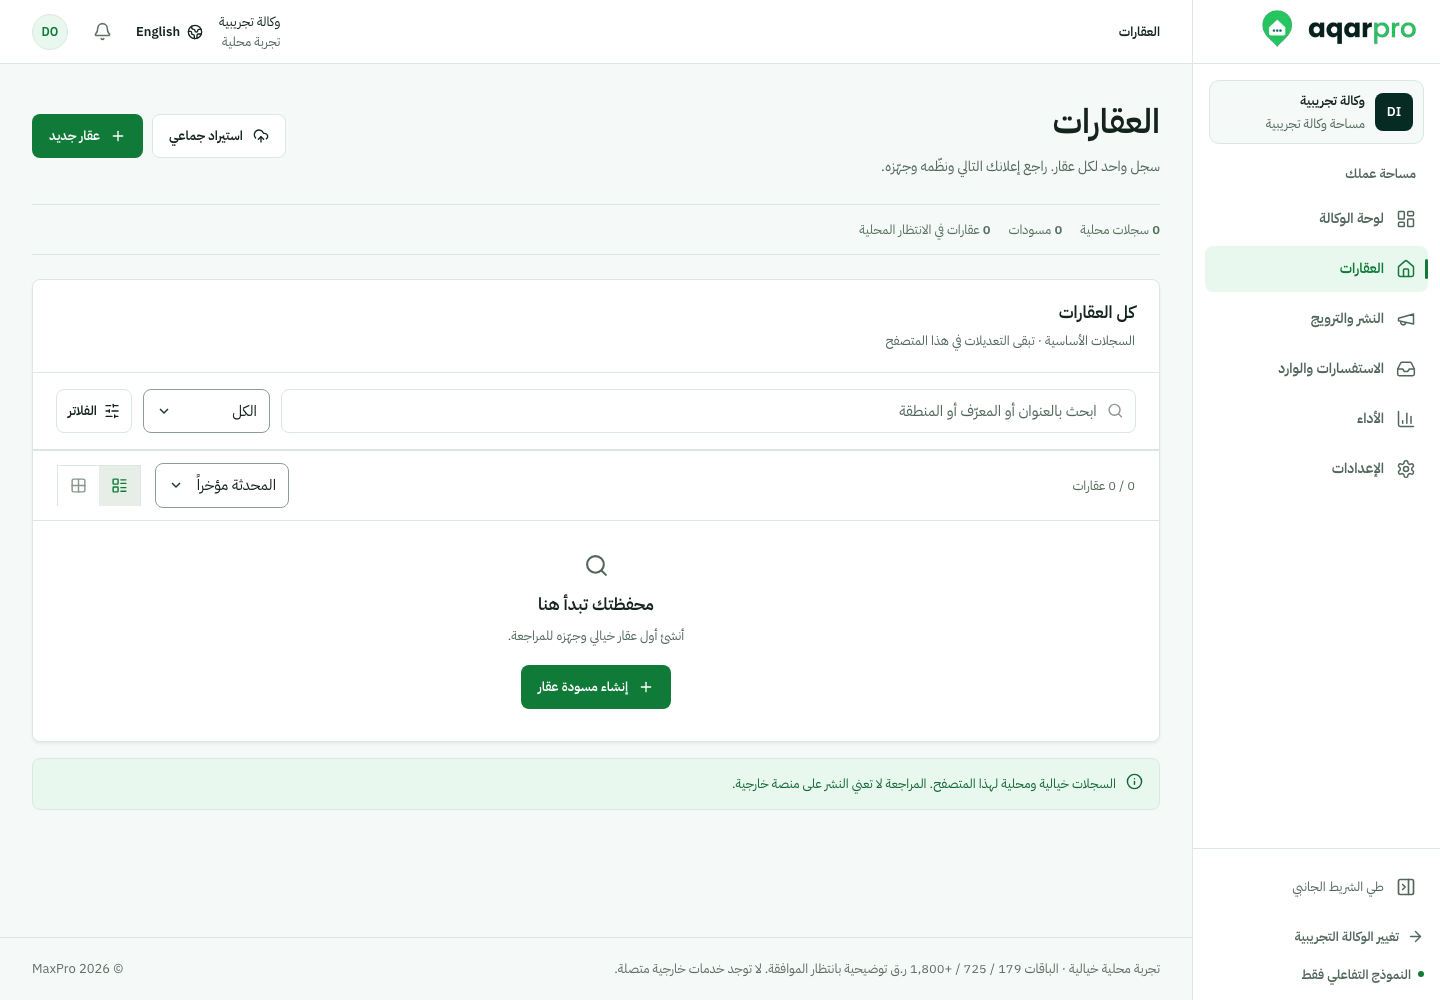 aqarpro
DI
وكالة تجريبية
مساحة وكالة تجريبية
مساحة عملك
لوحة الوكالة
العقارات
النشر والترويج
الاستفسارات والوارد
الأداء
الإعدادات
طي الشريط الجانبي
تغيير الوكالة التجريبية
النموذج التفاعلي فقط
العقارات
وكالة تجريبية
تجربة محلية
English
DO
العقارات
سجل واحد لكل عقار. راجع إعلانك التالي ونظّمه وجهّزه.
استيراد جماعي
عقار جديد
0 سجلات محلية
0 مسودات
0 عقارات في الانتظار المحلية
كل العقارات
السجلات الأساسية · تبقى التعديلات في هذا المتصفح
ابحث بالعنوان أو المعرّف أو المنطقة
الكل
الفلاتر
0 / 0 عقارات
المحدثة مؤخراً
محفظتك تبدأ هنا
أنشئ أول عقار خيالي وجهّزه للمراجعة.
إنشاء مسودة عقار
السجلات خيالية ومحلية لهذا المتصفح. المراجعة لا تعني النشر على منصة خارجية.
تجربة محلية خيالية · الباقات 179 / 725 / +1,800 ر.ق توضيحية بانتظار الموافقة. لا توجد خدمات خارجية متصلة.
© MaxPro 2026